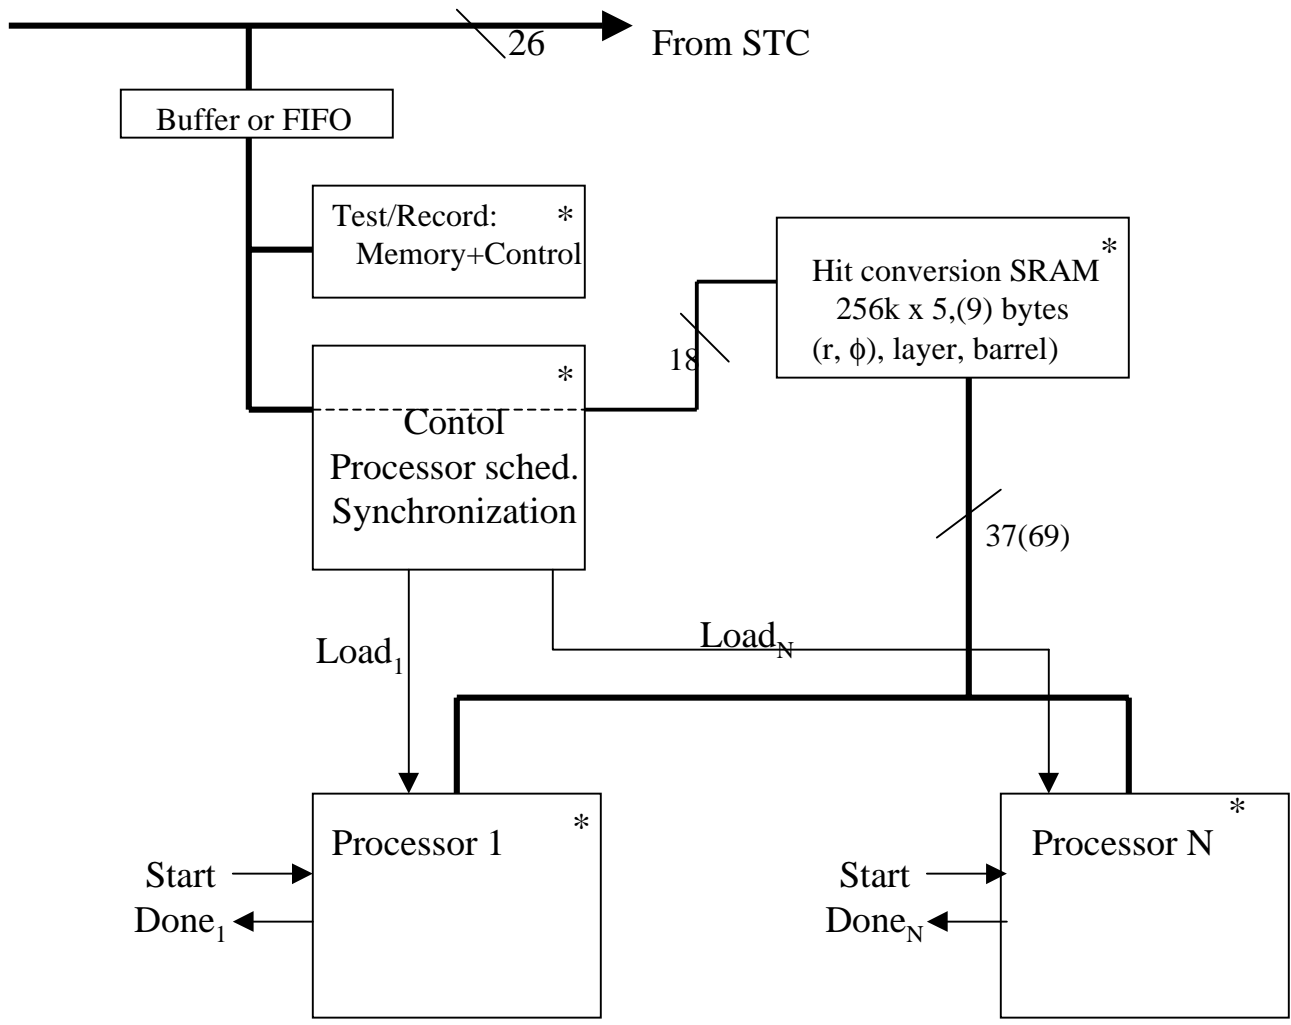 26
From STC
Buffer or FIFO
Test/Record: *
Memory+Control
*
Hit conversion SRAM
256k x 5,(9) bytes
(r, ϕ), layer, barrel)
18
*
Contol
Processor sched.
Synchronization
37(69)
Load1
LoadN
*
Processor 1
*
Processor N
Start
Done1
Start
DoneN